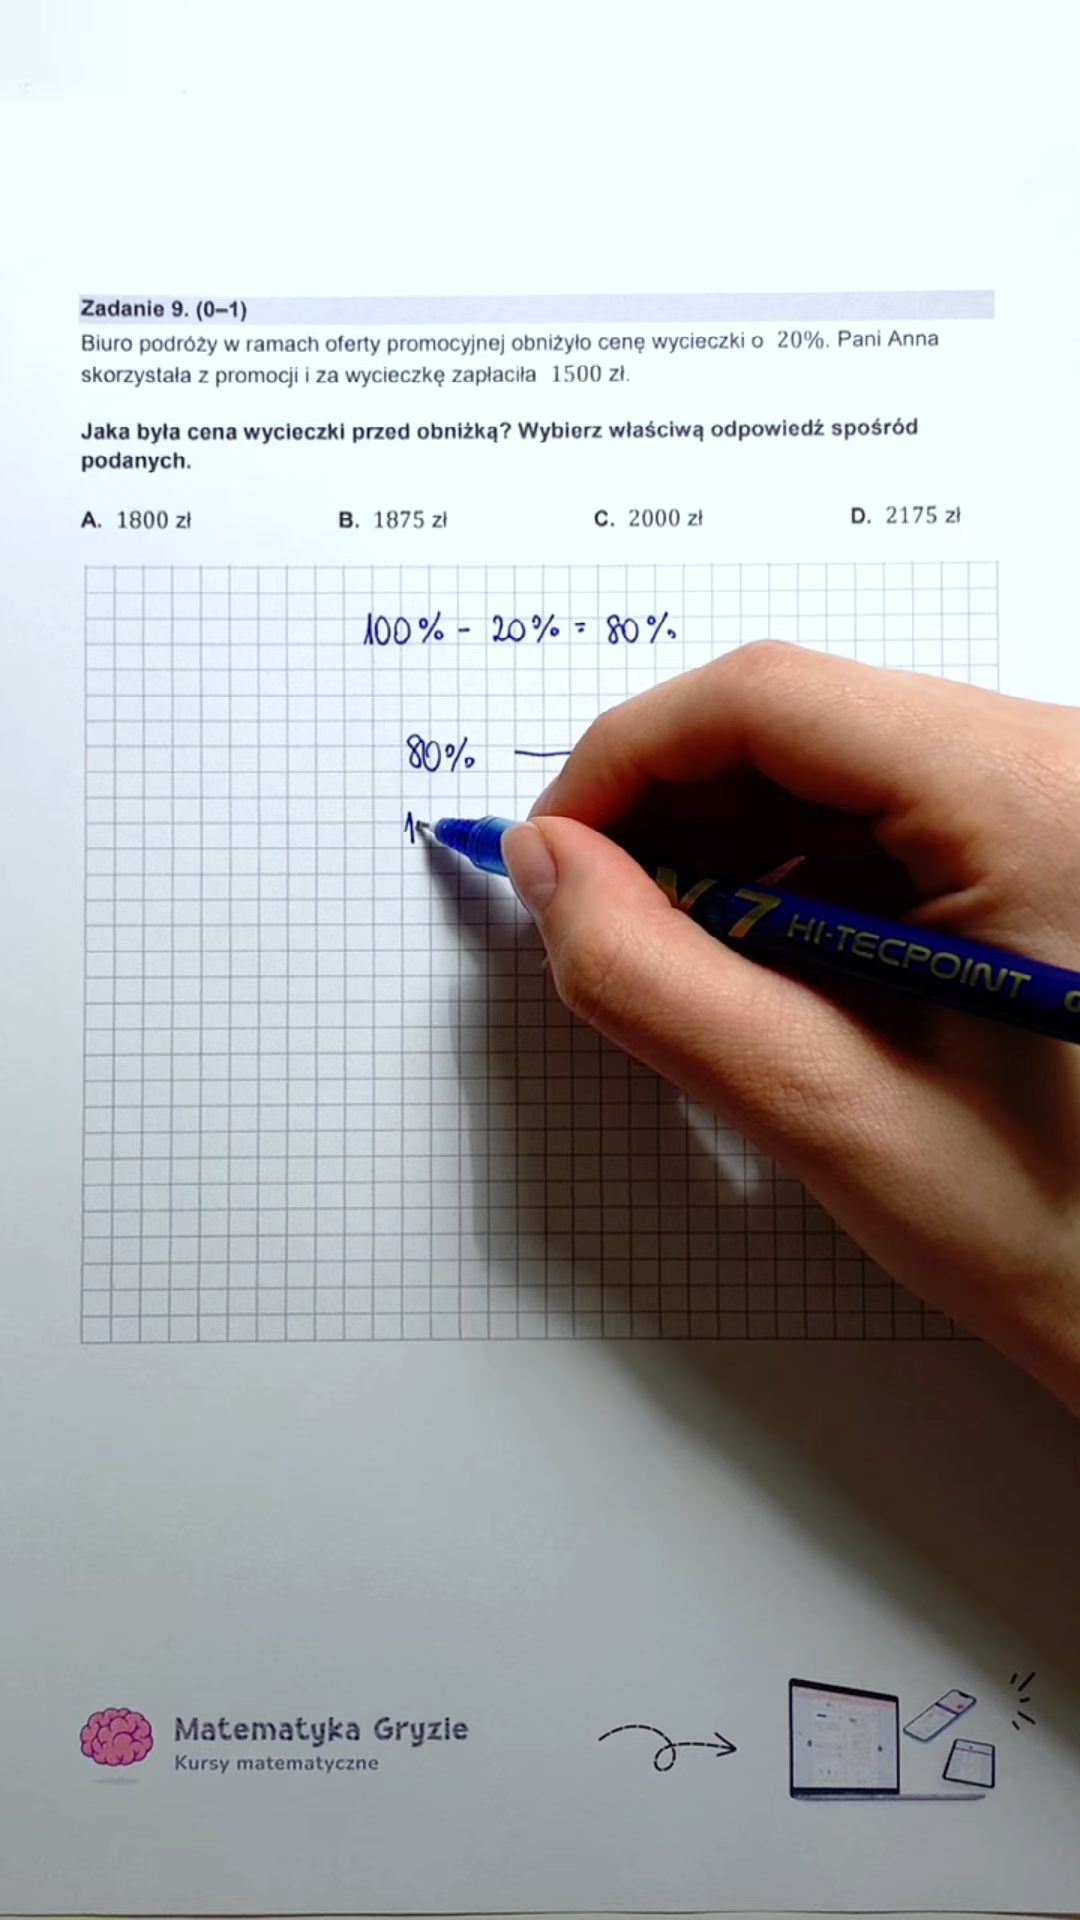 Zadanie 9. (0–1)
Biuro podróży w ramach oferty promocyjnej obniżyło cenę wycieczki o 20%. Pani Anna
skorzystała z promocji i za wycieczkę zapłaciła 1500 zł.
Jaka była cena wycieczki przed obniżką? Wybierz właściwą odpowiedź spośród
podanych.
A. 1800 zł B. 1875 zł C. 2000 zł D. 2175 zł
100% - 20% = 80%
80% —
1
7 HI-TECPOINT
Matematyka Gryzie
Kursy matematyczne